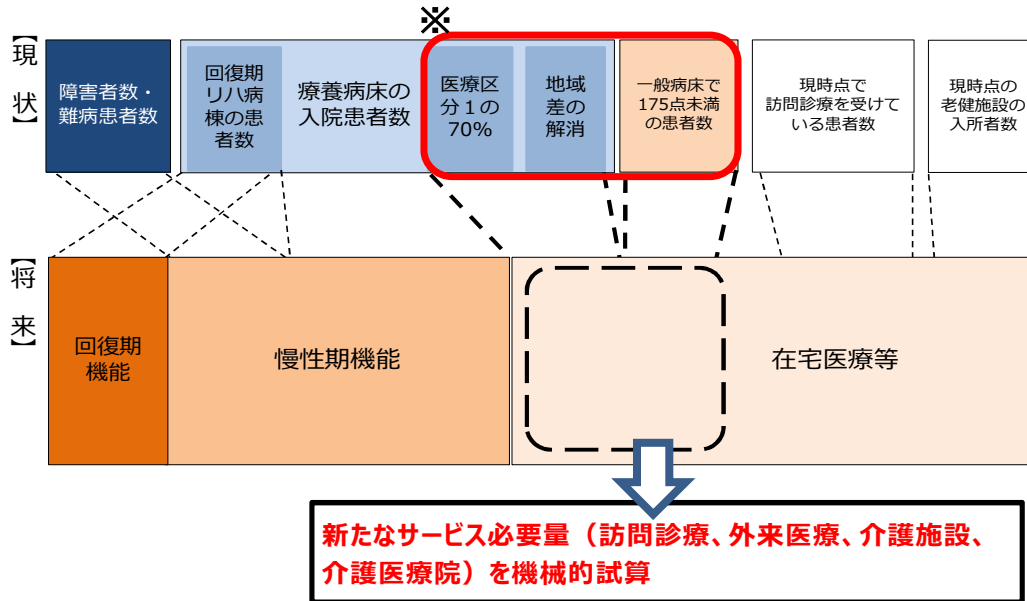 ※
【現状】
障害者数・
難病患者数
回復期
リハ病
棟の患
者数
療養病床の
入院患者数
医療区
分１の
70%
地域
差の
解消
一般病床で
175点未満
の患者数
現時点で
訪問診療を受けて
いる患者数
現時点の
老健施設の
入所者数
【将来】
回復期
機能
慢性期機能
在宅医療等
新たなサービス必要量（訪問診療、外来医療、介護施設、
介護医療院）を機械的試算